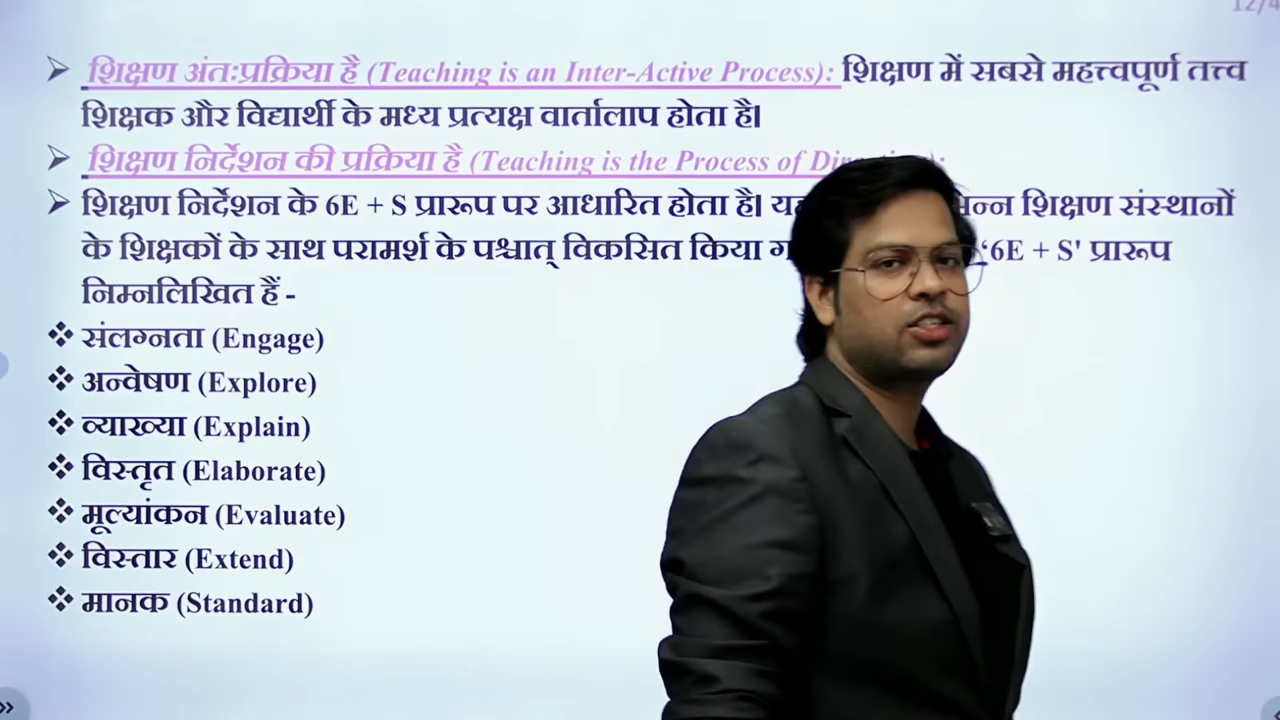 12/4
➢ शिक्षण अंतःप्रक्रिया है (Teaching is an Inter-Active Process): शिक्षण में सबसे महत्त्वपूर्ण तत्त्व
शिक्षक और विद्यार्थी के मध्य प्रत्यक्ष वार्तालाप होता है।
➢ शिक्षण निर्देशन की प्रक्रिया है (Teaching is the Process of
➢ शिक्षण निर्देशन के 6E + S प्रारूप पर आधारित होता है। शिक्षण संस्थानों
के शिक्षकों के साथ परामर्श के पश्चात् विकसित किया ‘6E + S' प्रारूप
निम्नलिखित हैं -
❖ संलग्नता (Engage)
❖ अन्वेषण (Explore)
❖ व्याख्या (Explain)
❖ विस्तृत (Elaborate)
❖ मूल्यांकन (Evaluate)
❖ विस्तार (Extend)
❖ मानक (Standard)